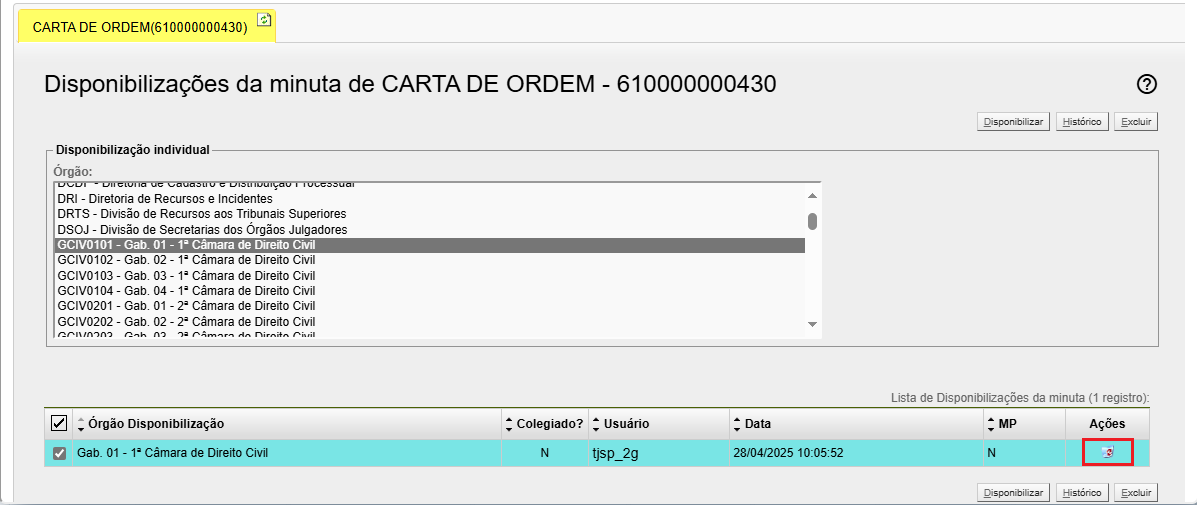 CARTA DE ORDEM(610000000430)
Disponibilizações da minuta de CARTA DE ORDEM - 610000000430
Disponibilizar Histórico Excluir
Disponibilização individual
Órgão:
DCDP - Diretoria de Cadastro e Distribuição Processual
DRI - Diretoria de Recursos e Incidentes
DRTS - Divisão de Recursos aos Tribunais Superiores
DSOJ - Divisão de Secretarias dos Órgãos Julgadores
GCIV0101 - Gab. 01 - 1ª Câmara de Direito Civil
GCIV0102 - Gab. 02 - 1ª Câmara de Direito Civil
GCIV0103 - Gab. 03 - 1ª Câmara de Direito Civil
GCIV0104 - Gab. 04 - 1ª Câmara de Direito Civil
GCIV0201 - Gab. 01 - 2ª Câmara de Direito Civil
GCIV0202 - Gab. 02 - 2ª Câmara de Direito Civil
GCIV0203 - Gab. 03 - 2ª Câmara de Direito Civil
Lista de Disponibilizações da minuta (1 registro):
Órgão Disponibilização Colegiado? Usuário Data MP Ações
Gab. 01 - 1ª Câmara de Direito Civil N tjsp_2g 28/04/2025 10:05:52 N
Disponibilizar Histórico Excluir